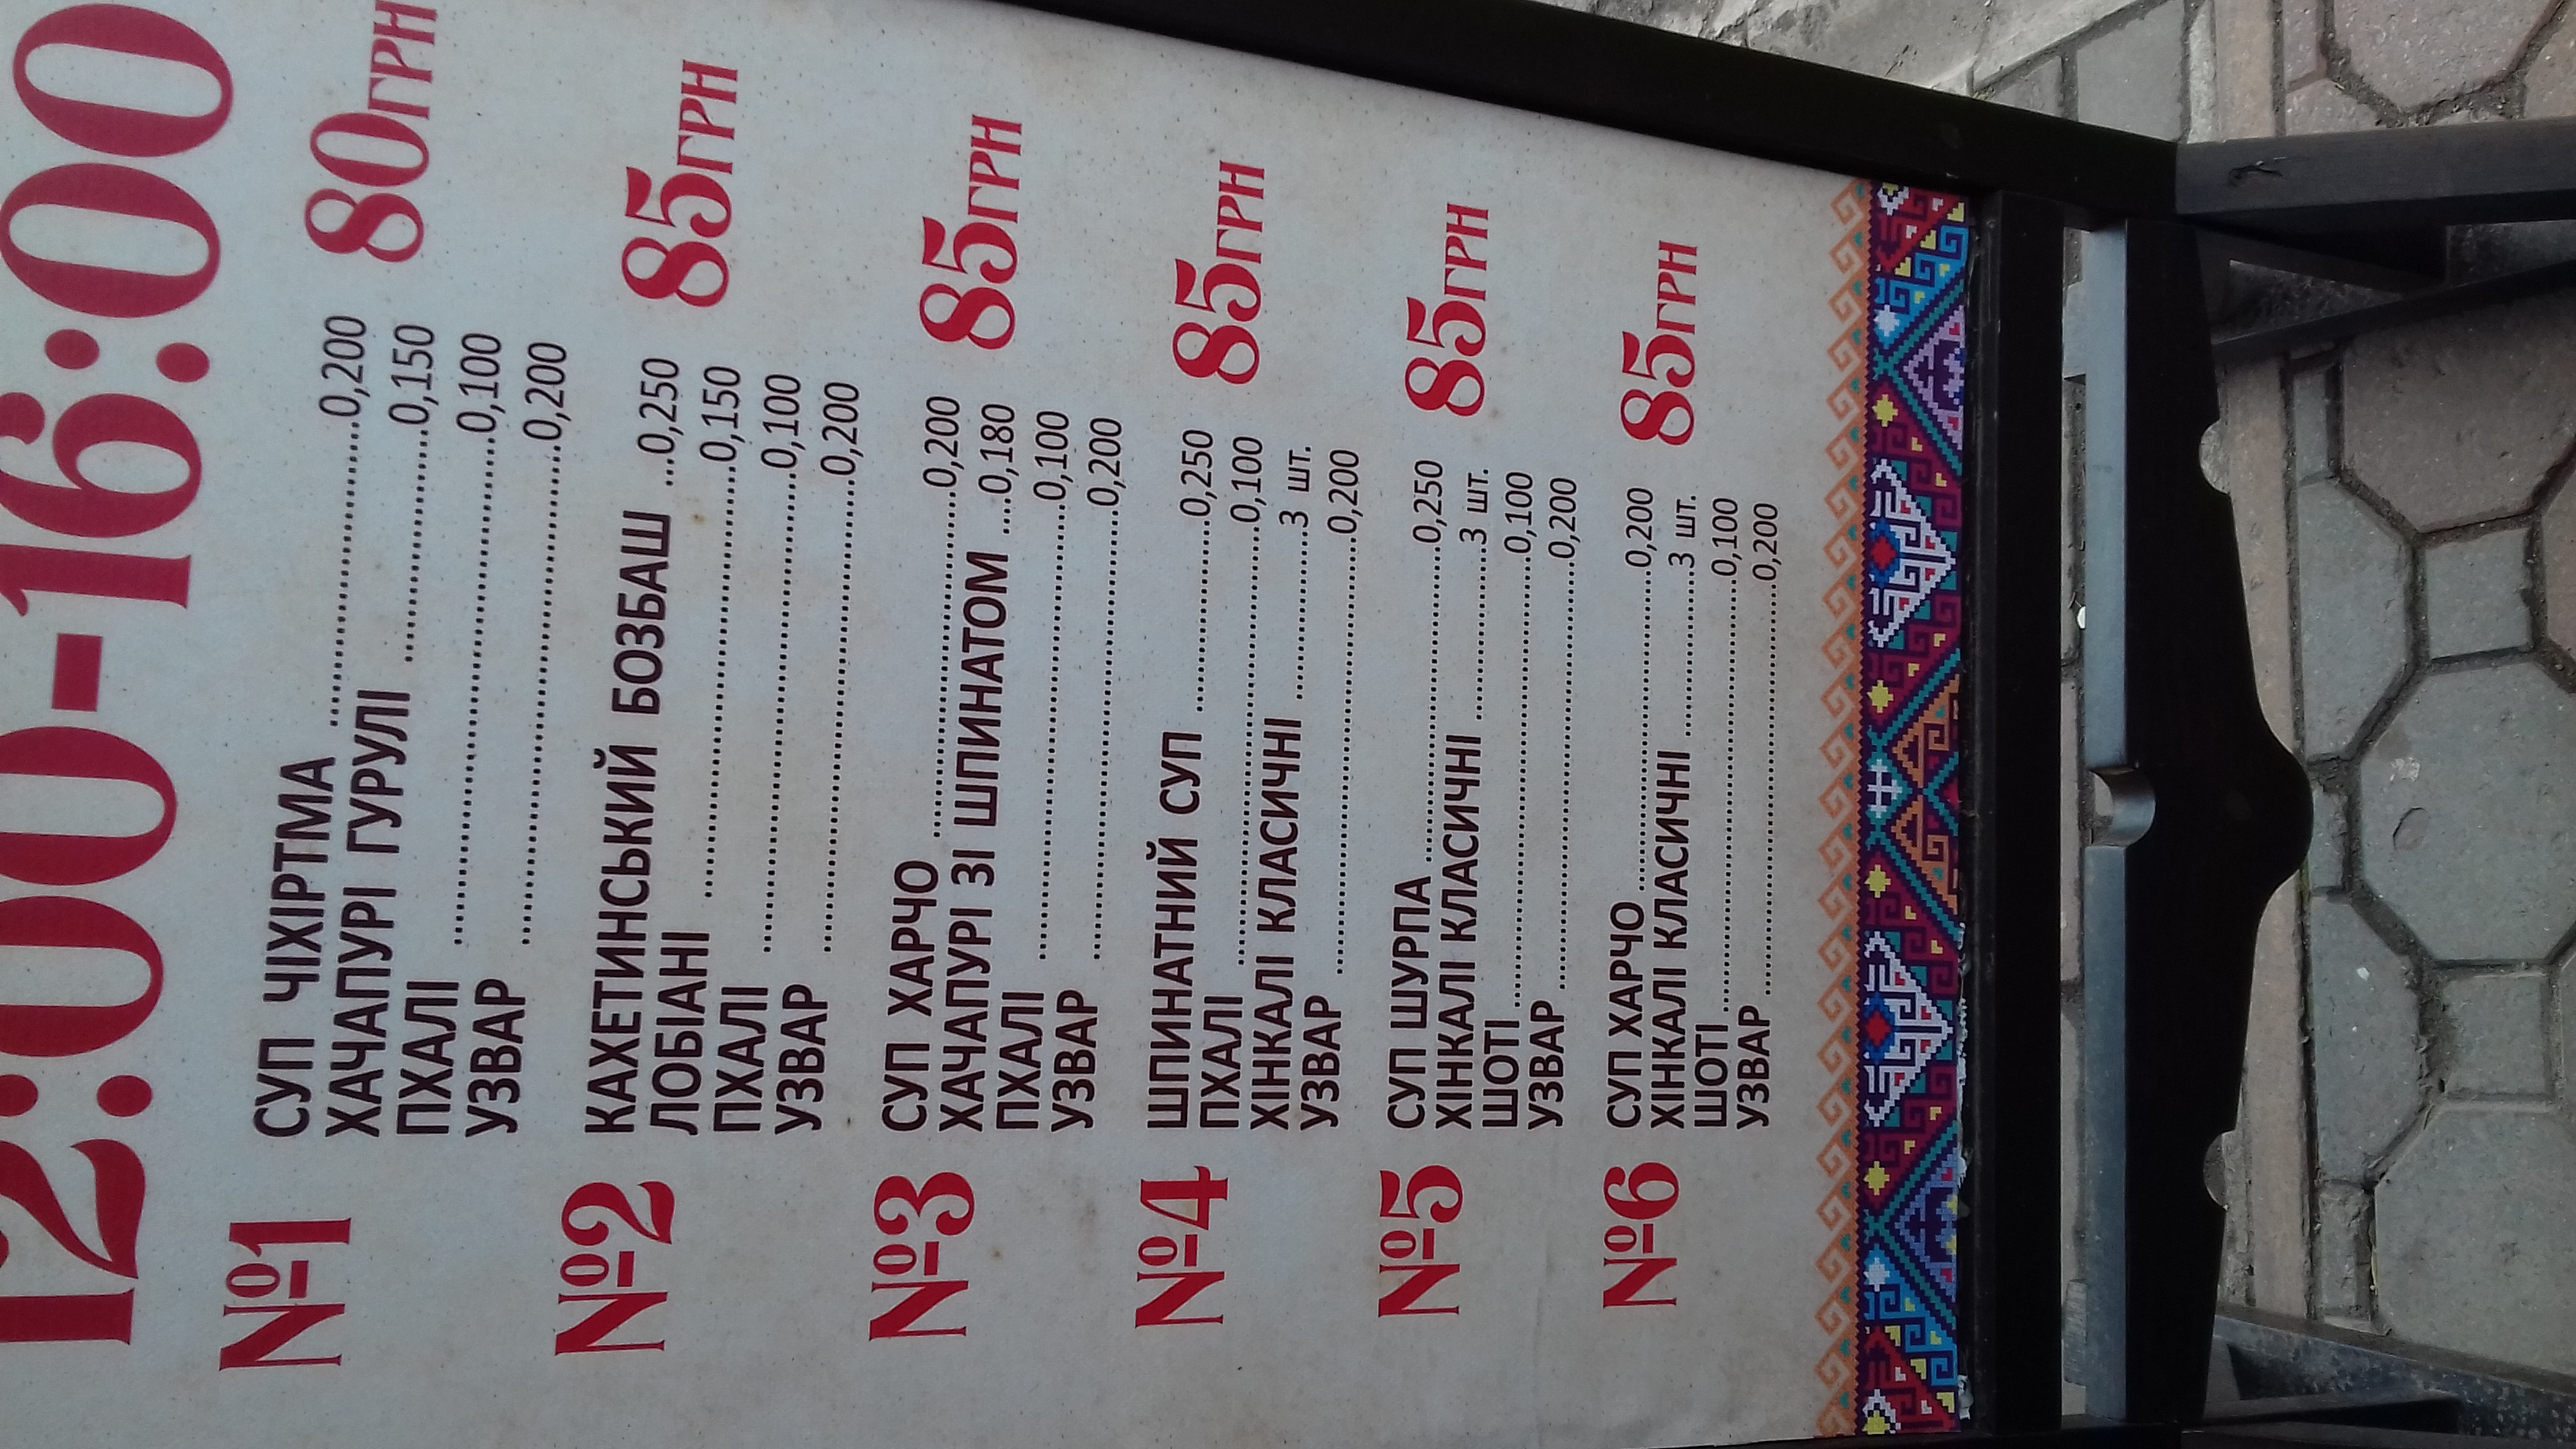 12:00-16:00
№1 СУП ЧІХІРТМА ........0,200 80ГРН
ХАЧАПУРІ ГУРУЛІ ........0,150
ПХАЛІ ........0,100
УЗВАР ........0,200
№2 КАХЕТИНСЬКИЙ БОЗБАШ ...0,250 85ГРН
ЛОБІАНІ ........0,150
ПХАЛІ ........0,100
УЗВАР ........0,200
№3 СУП ХАРЧО ........0,200 85ГРН
ХАЧАПУРІ ЗІ ШПИНАТОМ ....0,180
ПХАЛІ ........0,100
УЗВАР ........0,200
№4 ШПИНАТНИЙ СУП ........0,250 85ГРН
ПХАЛІ ........0,100
ХІНКАЛІ КЛАСИЧНІ ........3 шт.
УЗВАР ........0,200
№5 СУП ШУРПА ........0,250 85ГРН
ХІНКАЛІ КЛАСИЧНІ ........3 шт.
ШОТІ ........0,100
УЗВАР ........0,200
№6 СУП ХАРЧО ........0,200 85ГРН
ХІНКАЛІ КЛАСИЧНІ ........3 шт.
ШОТІ ........0,100
УЗВАР ........0,200